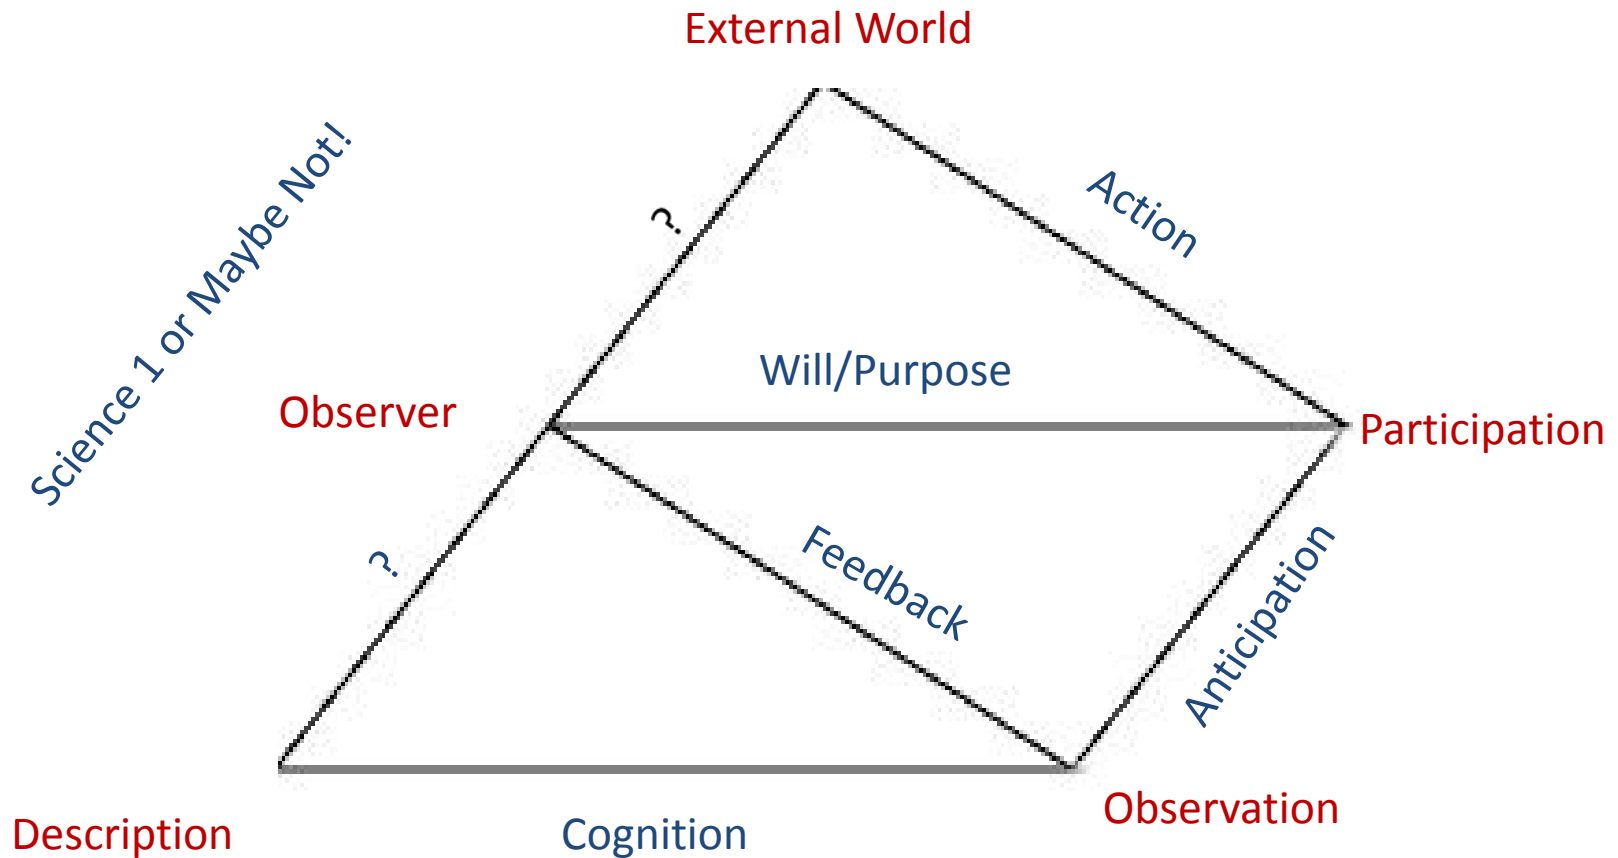 External World
Science 1 or Maybe Not!
?
Action
Will/Purpose
Observer
Participation
?
Feedback
Anticipation
Observation
Description
Cognition